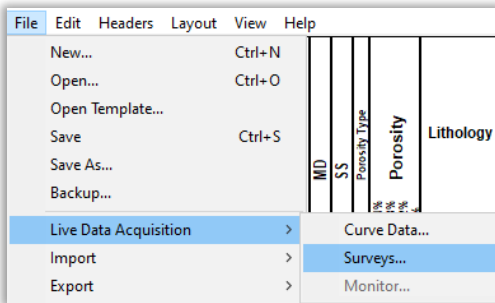 File Edit Headers Layout View Help
New... Ctrl+N
Open... Ctrl+O
Open Template...
Save Ctrl+S
Save As...
Backup...
Live Data Acquisition >
Import >
Export >
Curve Data...
Surveys...
Monitor...
MD
SS
Porosity Type
Porosity
Lithology